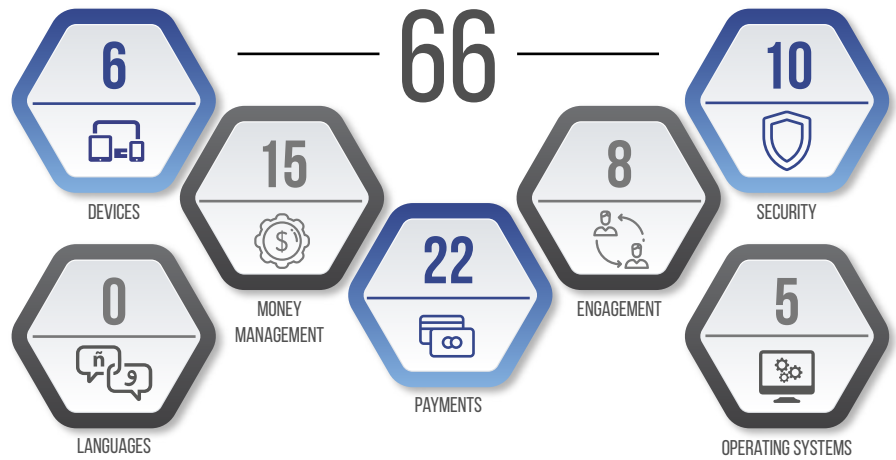 66
6
DEVICES
15
MONEY
MANAGEMENT
22
PAYMENTS
8
ENGAGEMENT
10
SECURITY
0
ñ
و
LANGUAGES
5
OPERATING SYSTEMS
$